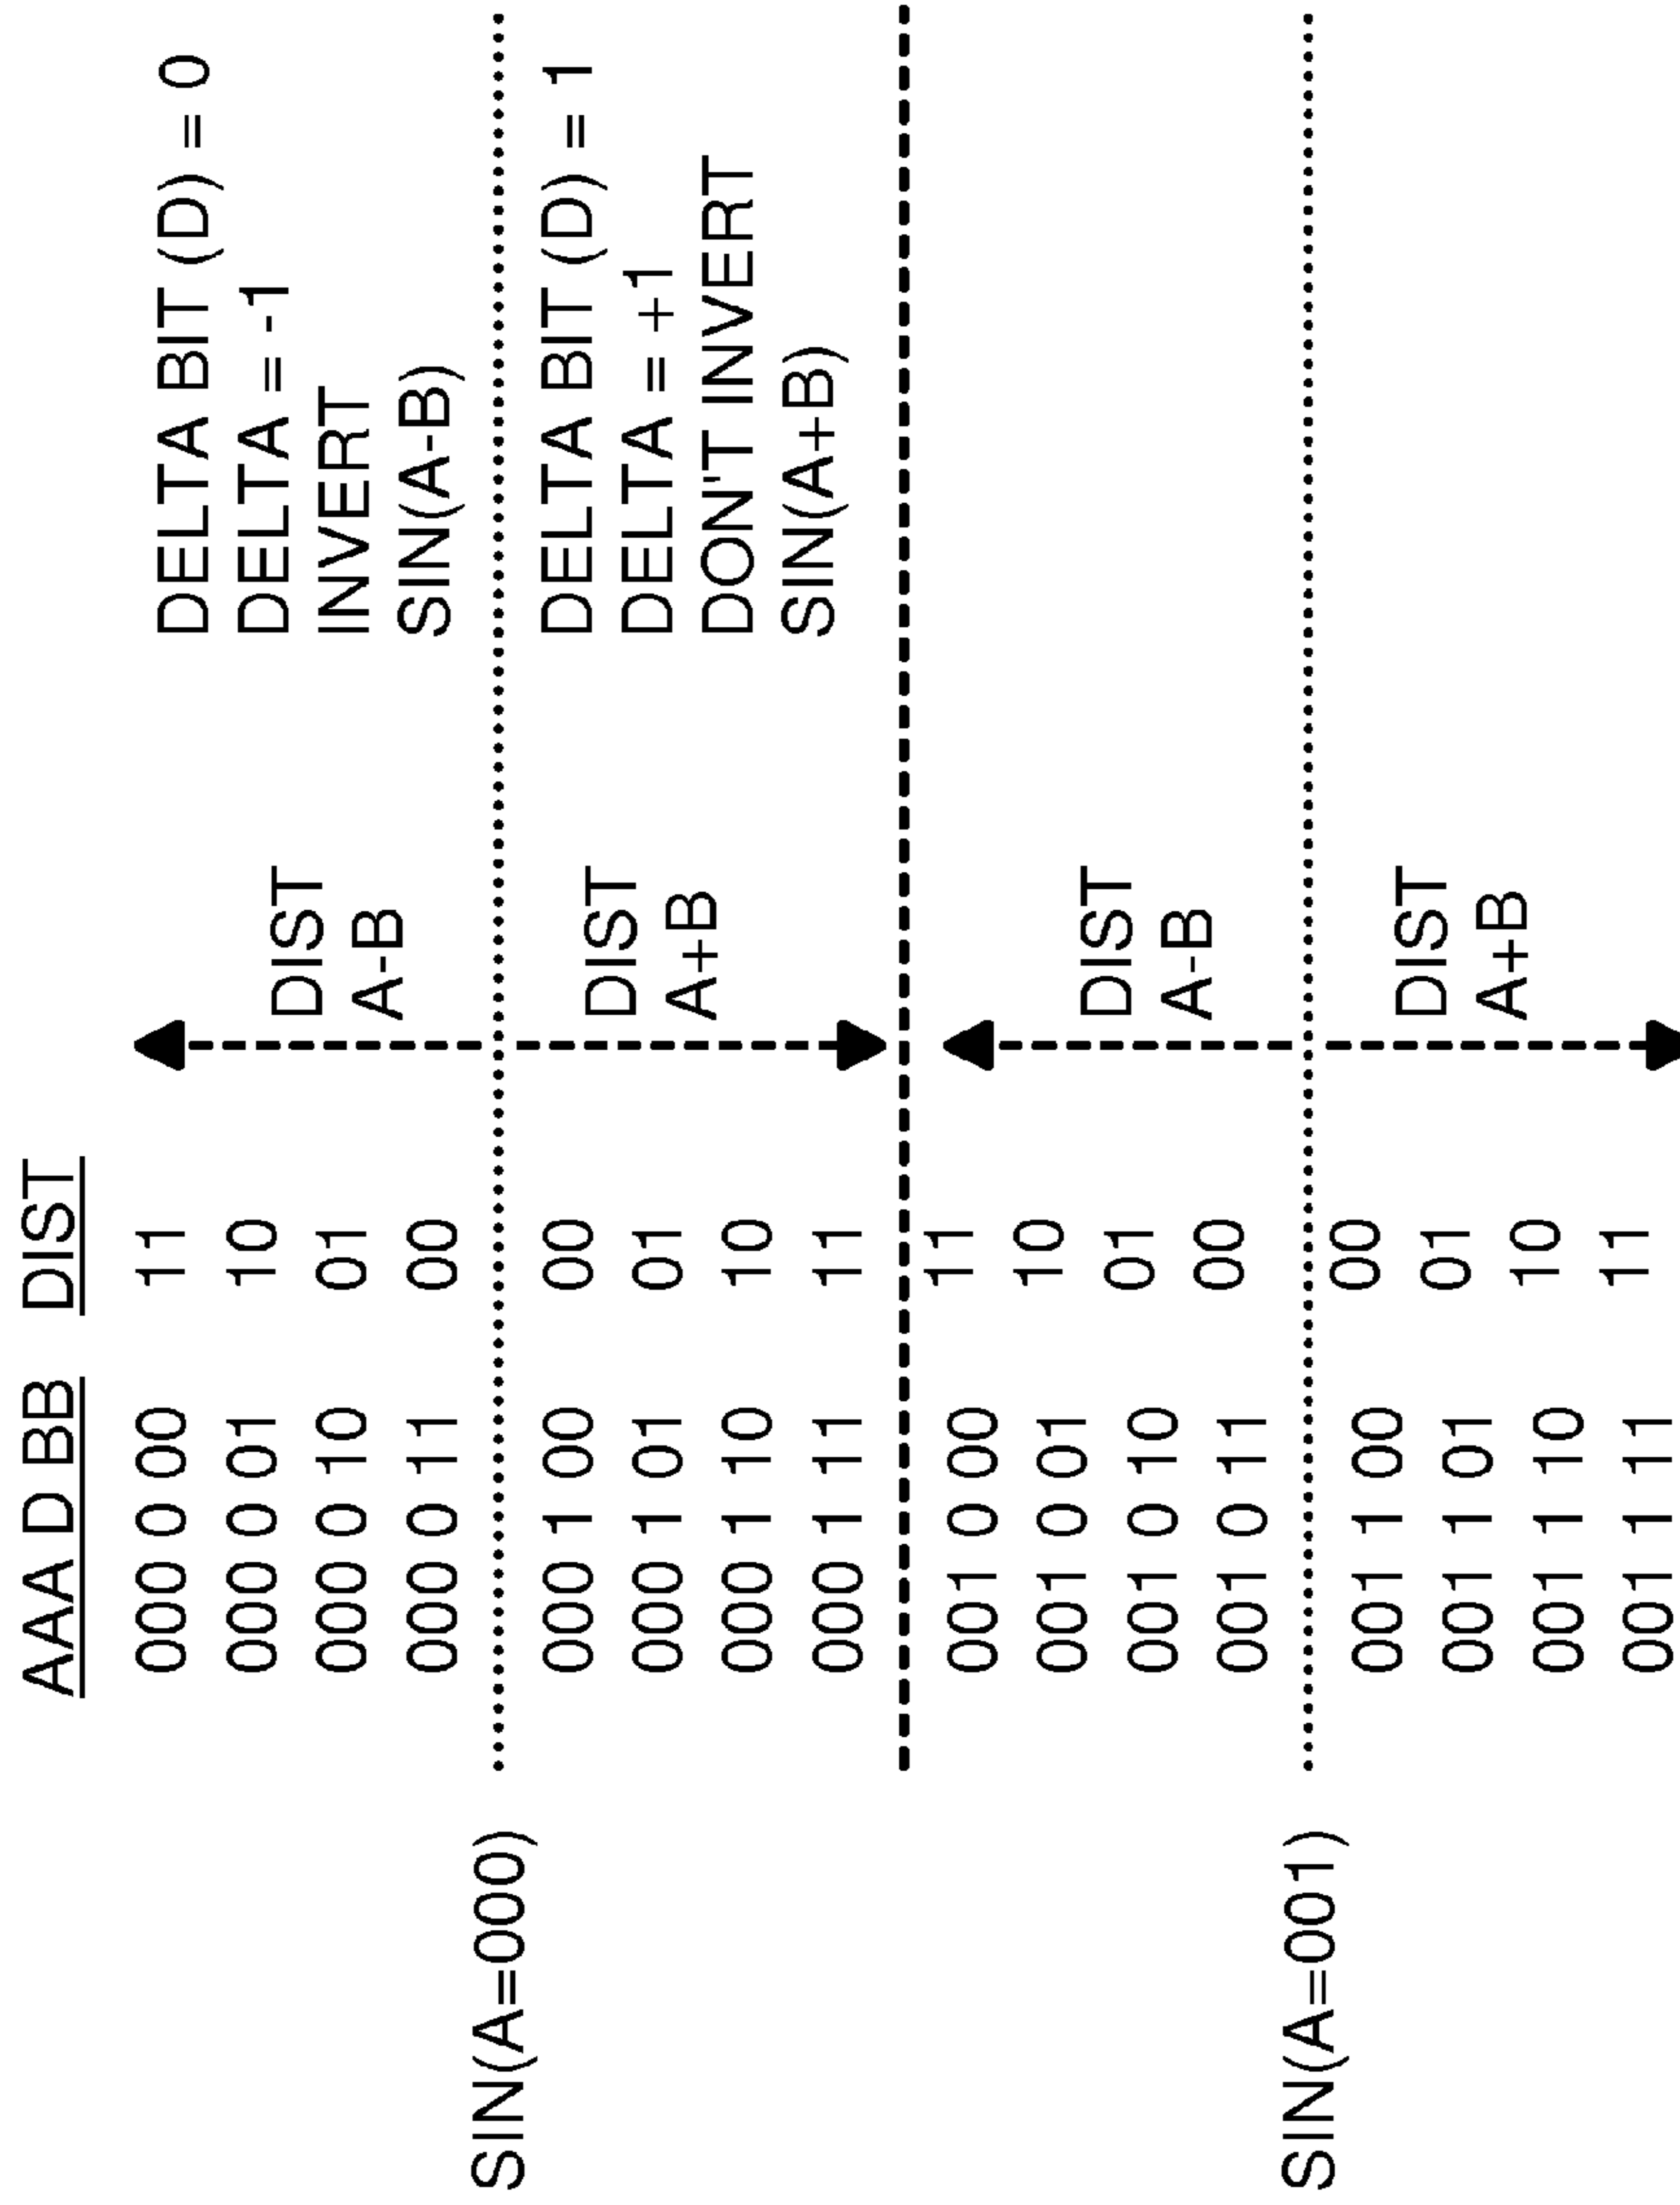 AAA D BB DIST
000 0 00 11
000 0 01 10
000 0 10 01
000 0 11 00
DIST
A-B
DELTA BIT (D) = 0
DELTA = -1
INVERT
SIN(A-B)
SIN(A=000)
000 1 00 00
000 1 01 01
000 1 10 10
000 1 11 11
DIST
A+B
DELTA BIT (D) = 1
DELTA = +1
DON'T INVERT
SIN(A+B)
001 0 00 11
001 0 01 10
001 0 10 01
001 0 11 00
DIST
A-B
SIN(A=001)
001 1 00 00
001 1 01 01
001 1 10 10
001 1 11 11
DIST
A+B